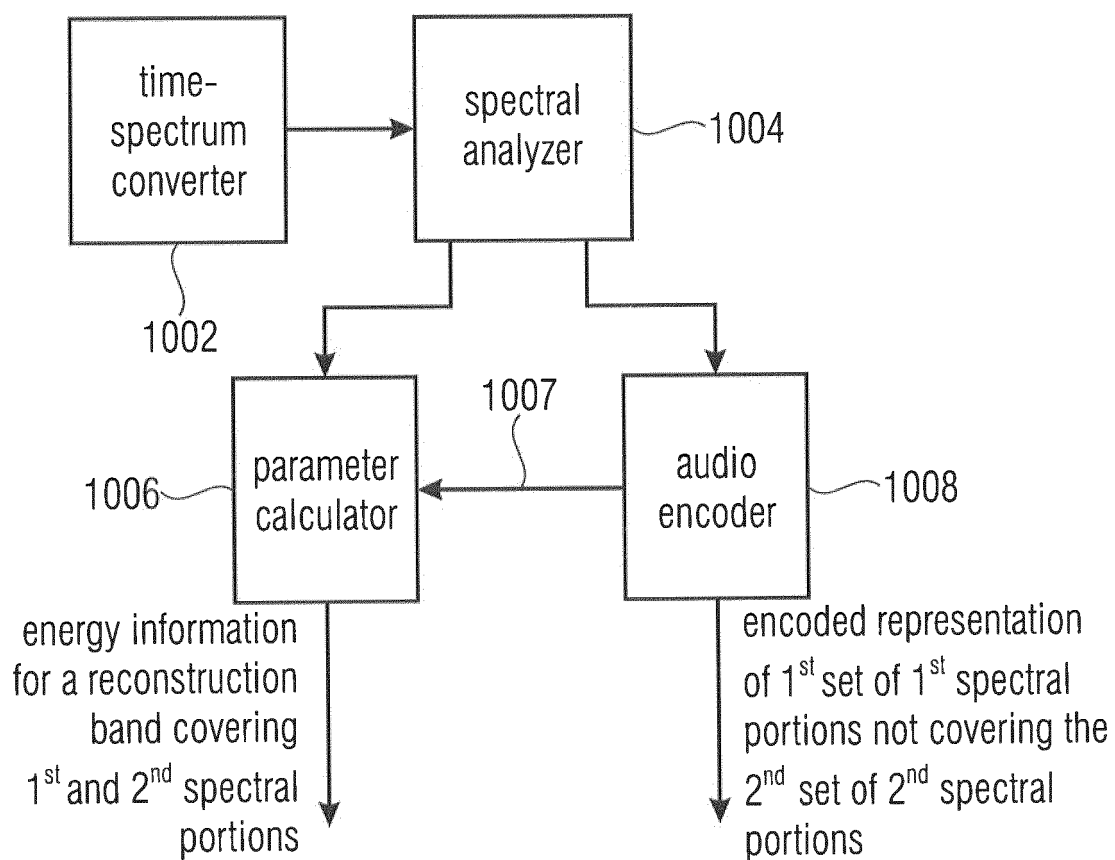 time-
spectrum
converter
spectral
analyzer
1004
1002
1007
parameter
calculator
1006
audio
encoder
1008
energy information
for a reconstruction
band covering
1st and 2nd spectral
portions
encoded representation
of 1st set of 1st spectral
portions not covering the
2nd set of 2nd spectral
portions